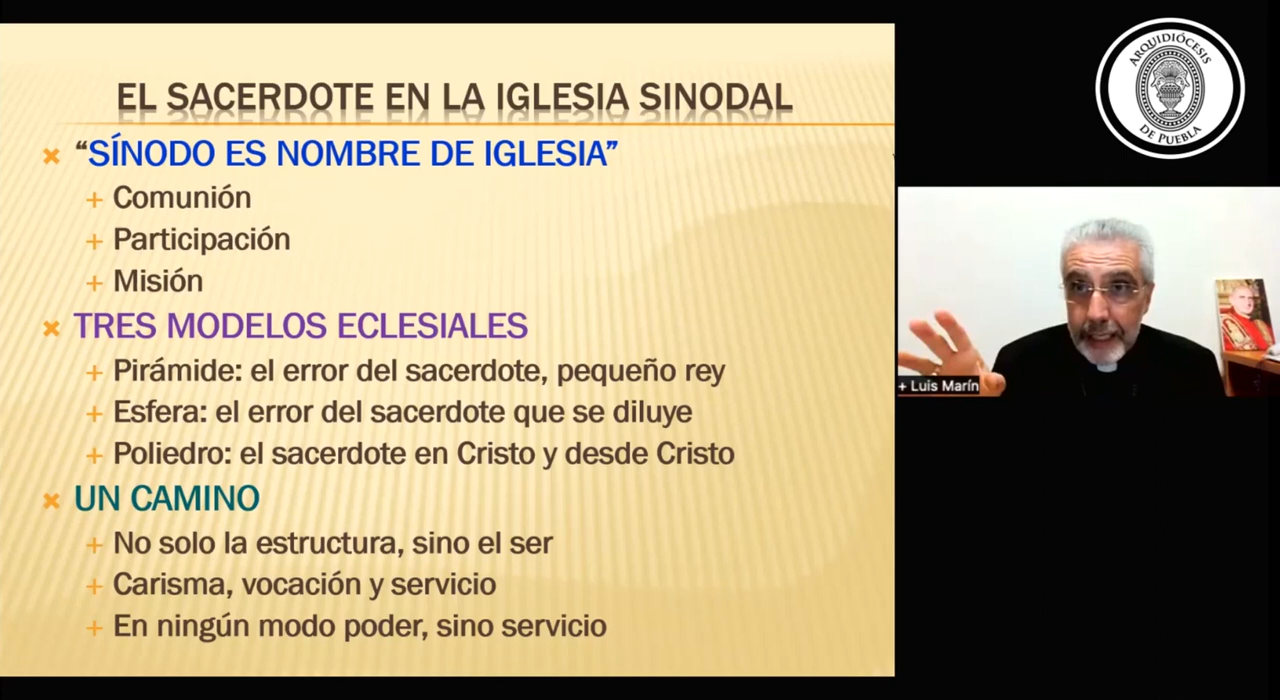 EL SACERDOTE EN LA IGLESIA SINODAL
“SÍNODO ES NOMBRE DE IGLESIA”
Comunión
Participación
Misión
TRES MODELOS ECLESIALES
Pirámide: el error del sacerdote, pequeño rey
Esfera: el error del sacerdote que se diluye
Poliedro: el sacerdote en Cristo y desde Cristo
UN CAMINO
No solo la estructura, sino el ser
Carisma, vocación y servicio
En ningún modo poder, sino servicio
ARQUIDIÓCESIS
DE PUEBLA
+ Luis Marín